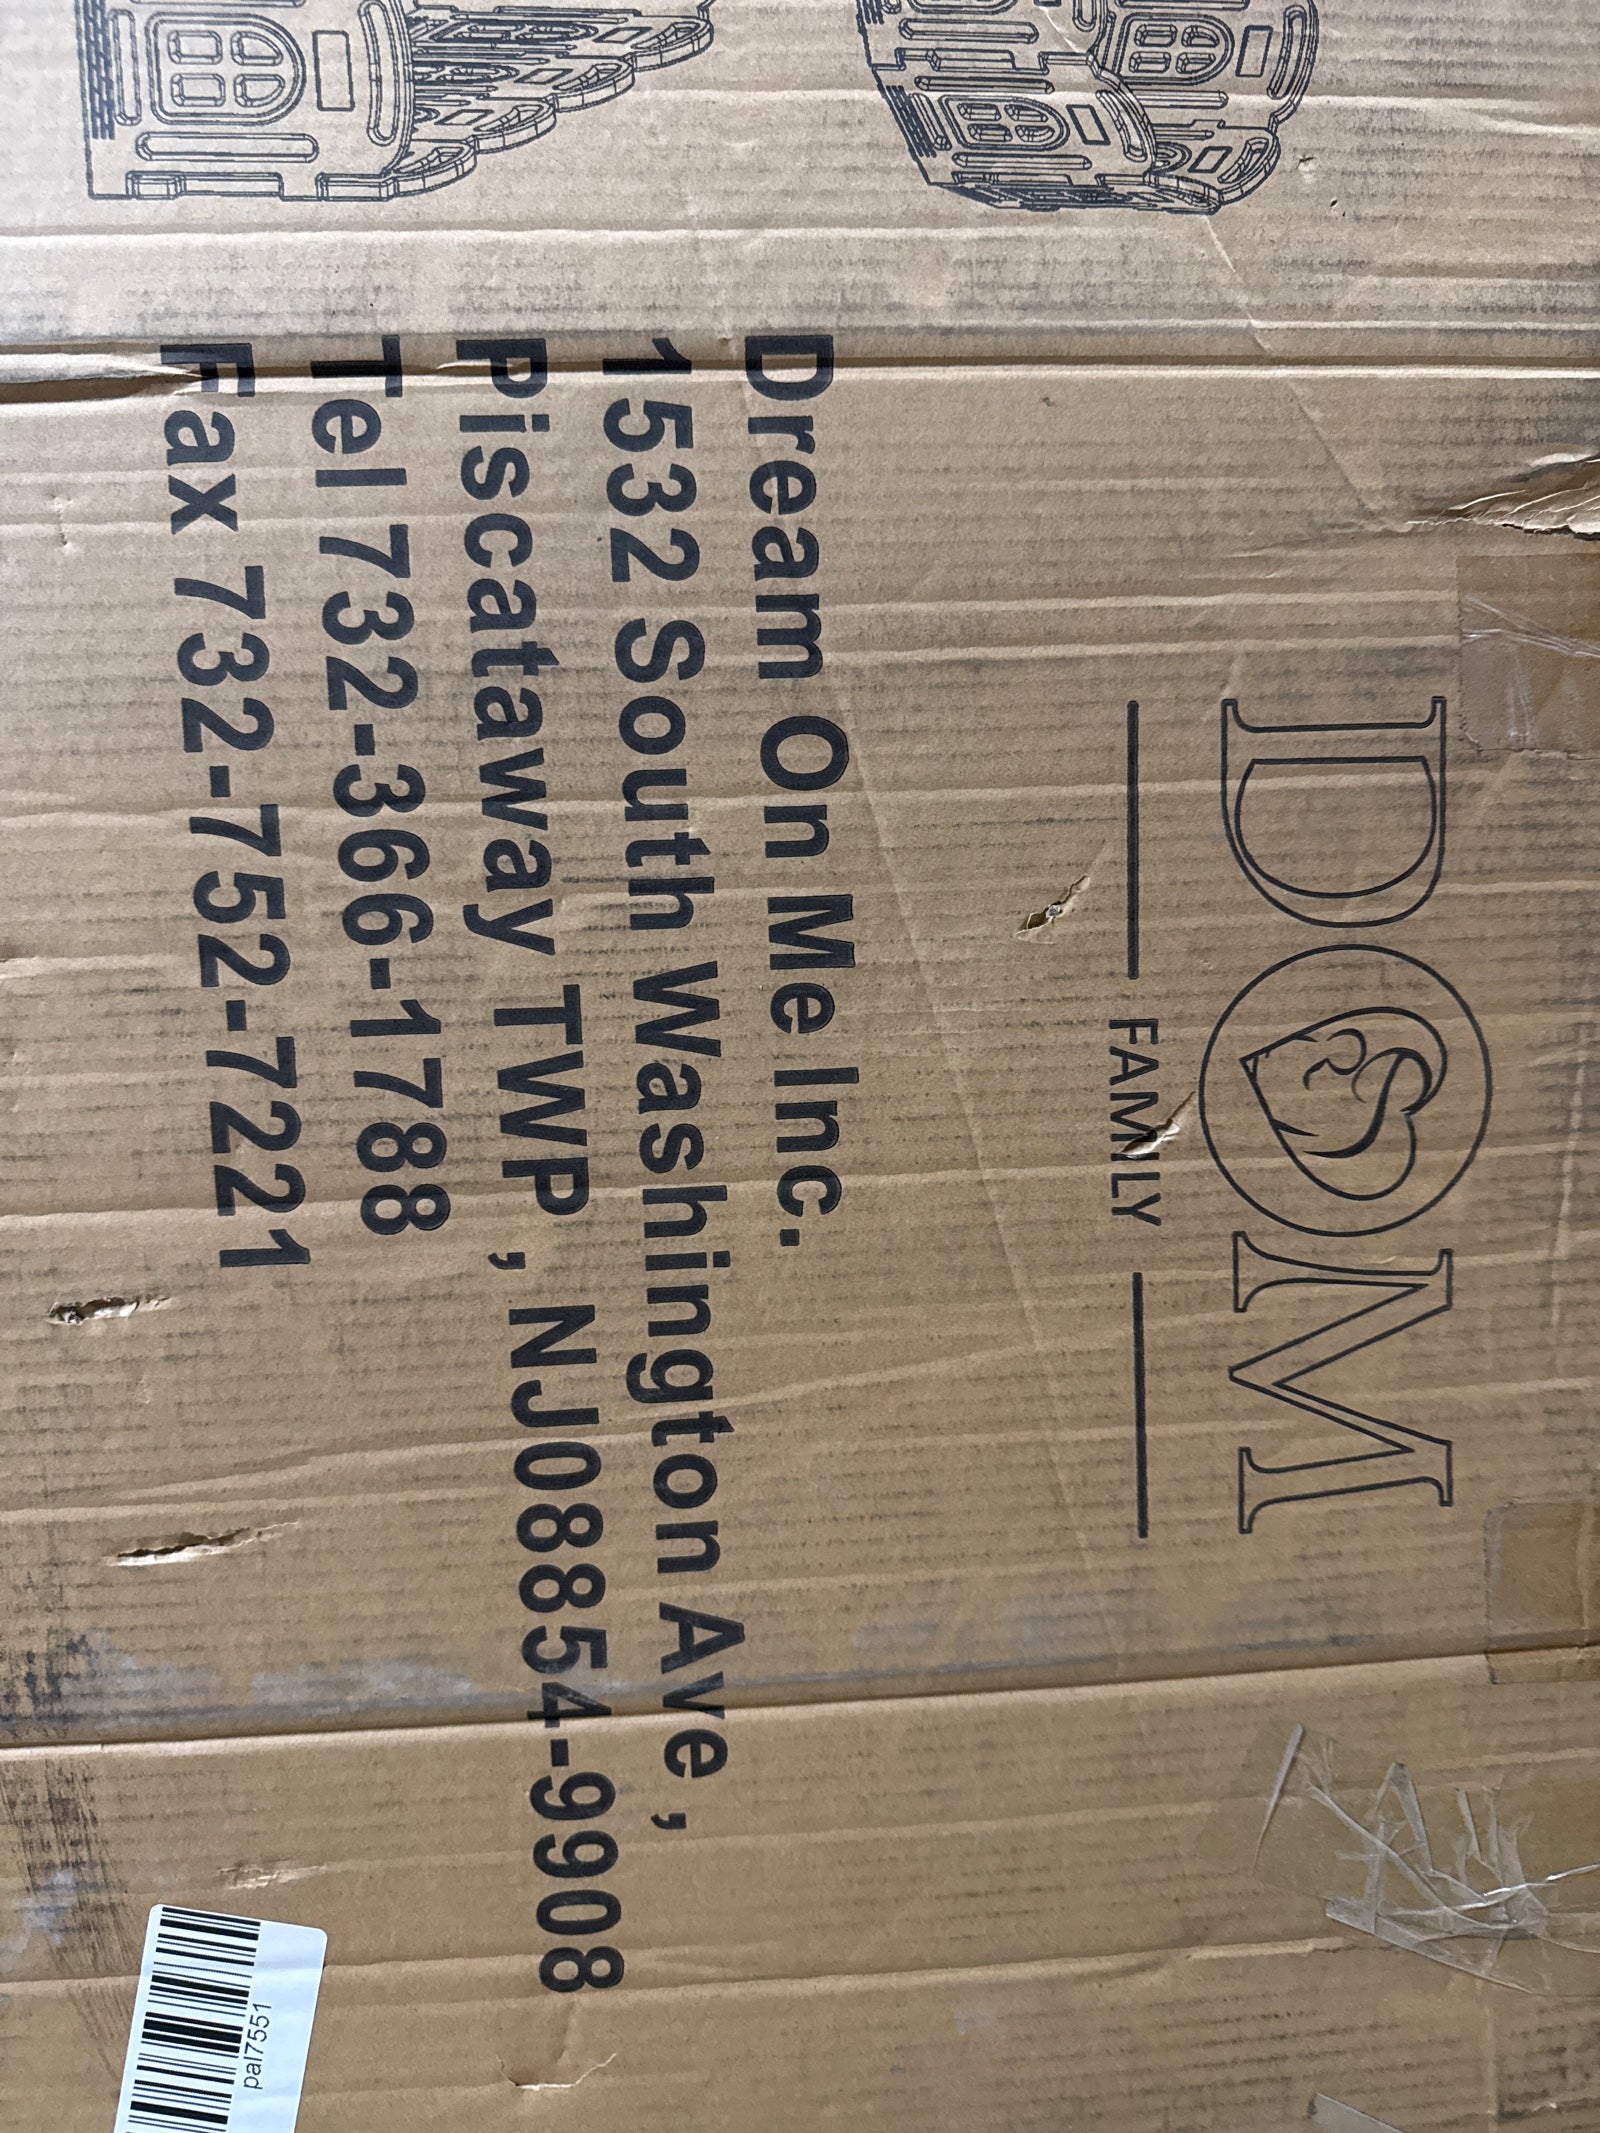 DOM
FAMILY
Dream On Me Inc.
1532 South Washington Ave ,
Piscataway TWP , NJ08854-9908
Tel 732-366-1788
Fax 732-752-7221
pal7551